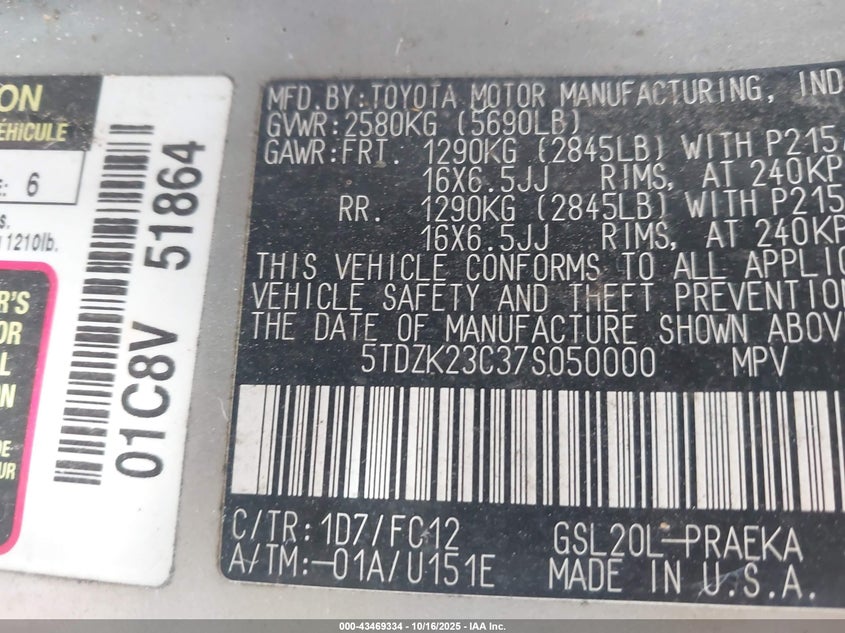 ON
ÉHICULE
: 6
s.
1210lb.
01C8V 51864
R'S
OR
L
N
DE
UR
MFD.BY:TOYOTA MOTOR MANUFACTURING, IND
GVWR:2580KG (5690LB)
GAWR:FRT. 1290KG (2845LB) WITH P215
16X6.5JJ RIMS, AT 240KP
RR. 1290KG (2845LB) WITH P215
16X6.5JJ RIMS, AT 240KP
THIS VEHICLE CONFORMS TO ALL APPLIC
VEHICLE SAFETY AND THEFT PREVENTION
THE DATE OF MANUFACTURE SHOWN ABOV
5TDZK23C37S050000 MPV
C/TR:1D7/FC12 GSL20L-PRAEKA
A/TM:-01A/U151E MADE IN U.S.A.
000-43469334 | 10/16/2025 – IAA Inc.